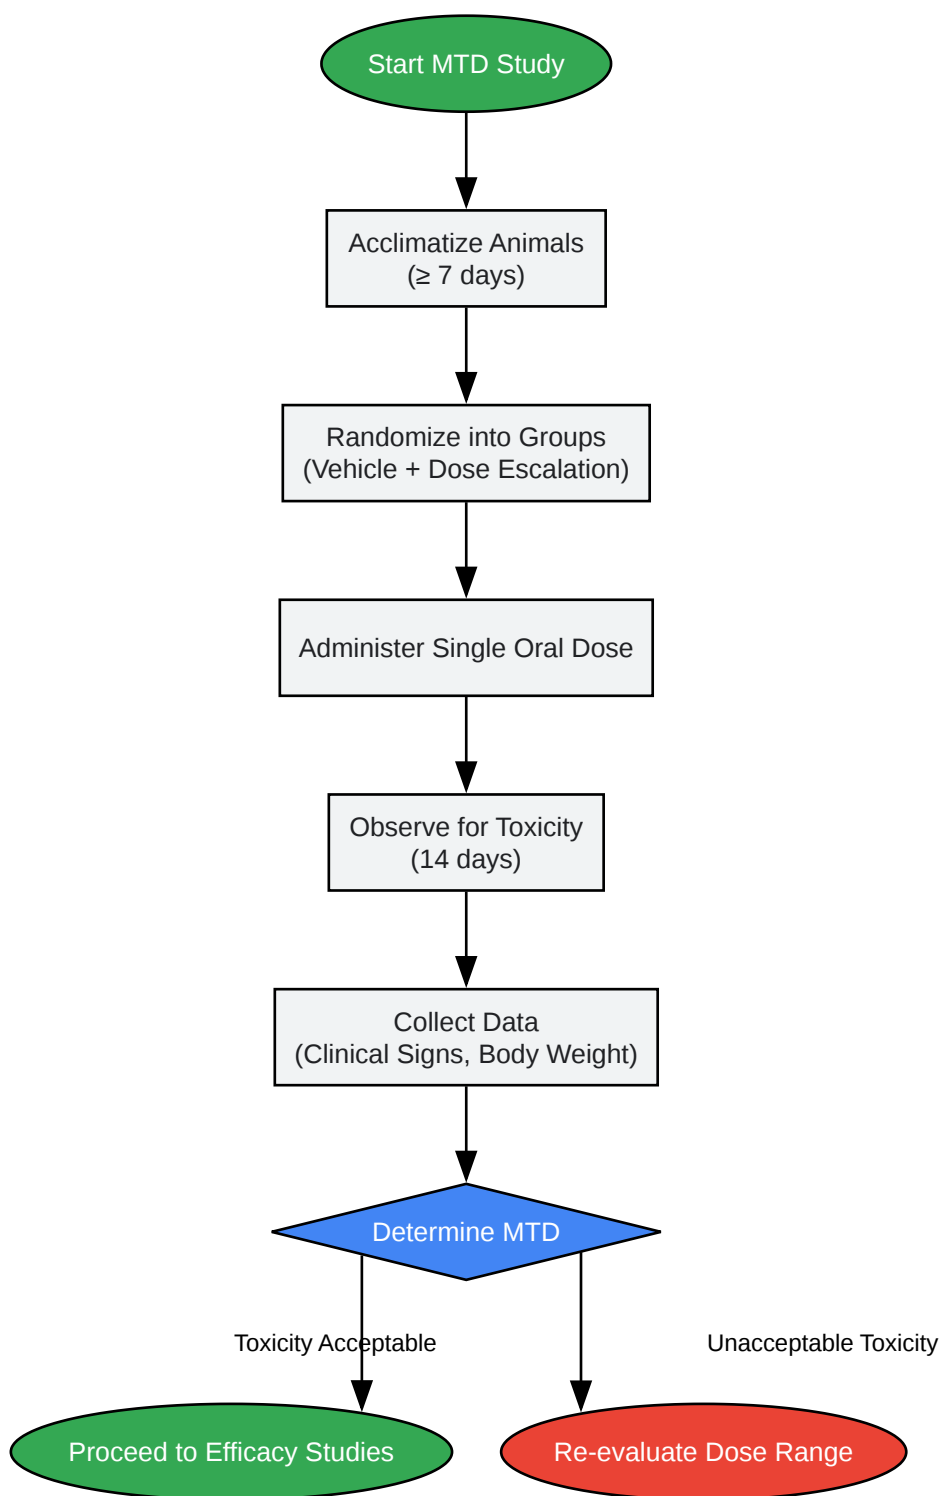 Start MTD Study
Acclimatize Animals
(≥ 7 days)
Randomize into Groups
(Vehicle + Dose Escalation)
Administer Single Oral Dose
Observe for Toxicity
(14 days)
Collect Data
(Clinical Signs, Body Weight)
Determine MTD
Toxicity Acceptable
Unacceptable Toxicity
Proceed to Efficacy Studies
Re-evaluate Dose Range